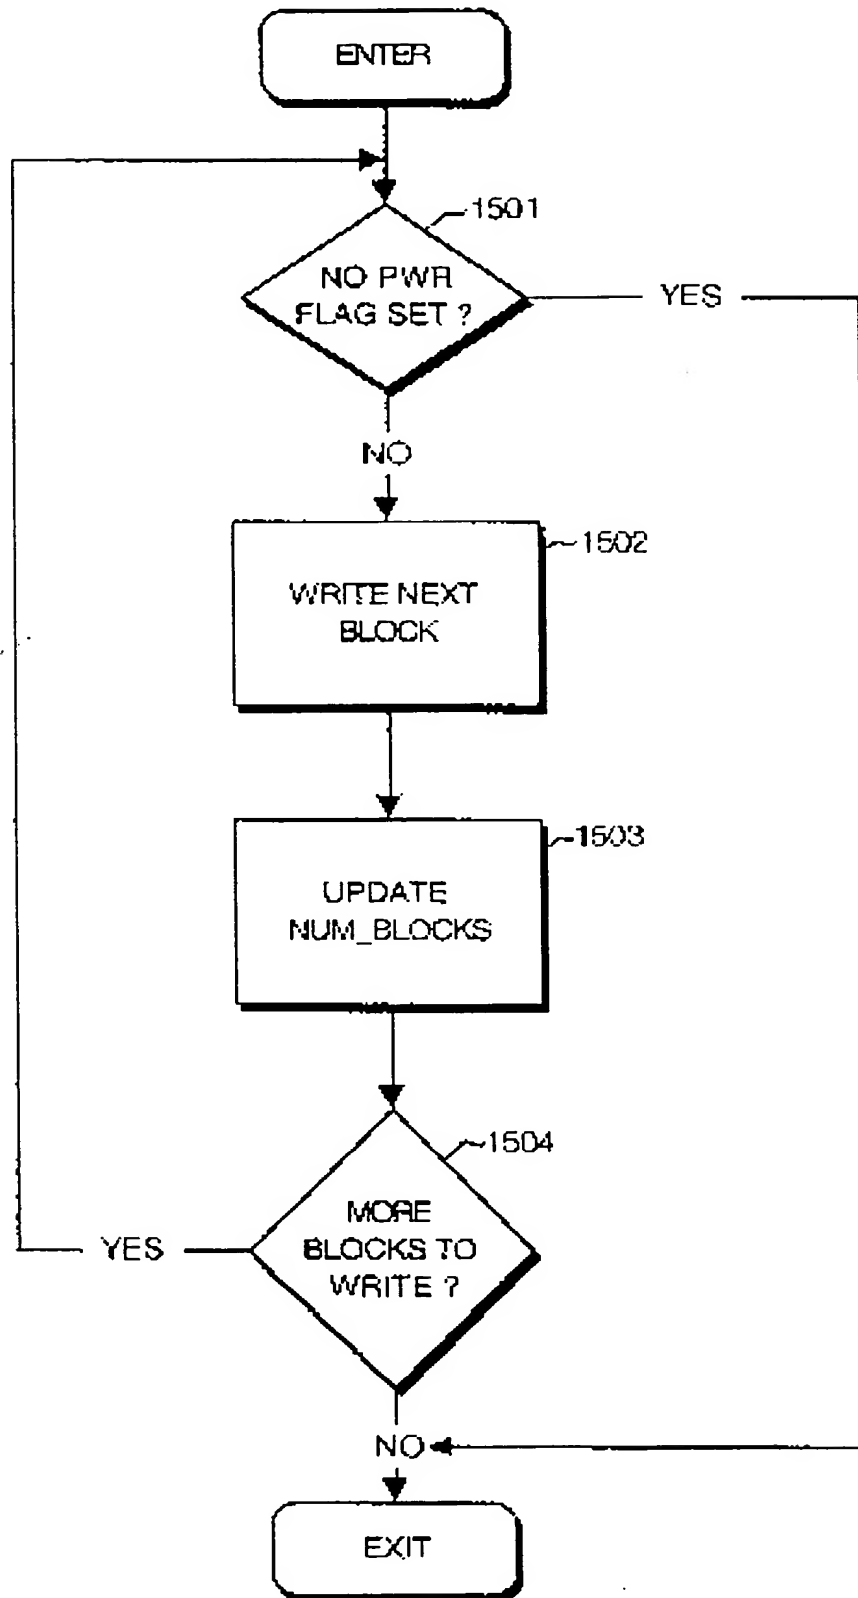 ENTER
1501
NO PWR
FLAG SET ?
YES
NO
1502
WRITE NEXT
BLOCK
1503
UPDATE
NUM_BLOCKS
1504
MORE
BLOCKS TO
WRITE ?
YES
NO
EXIT